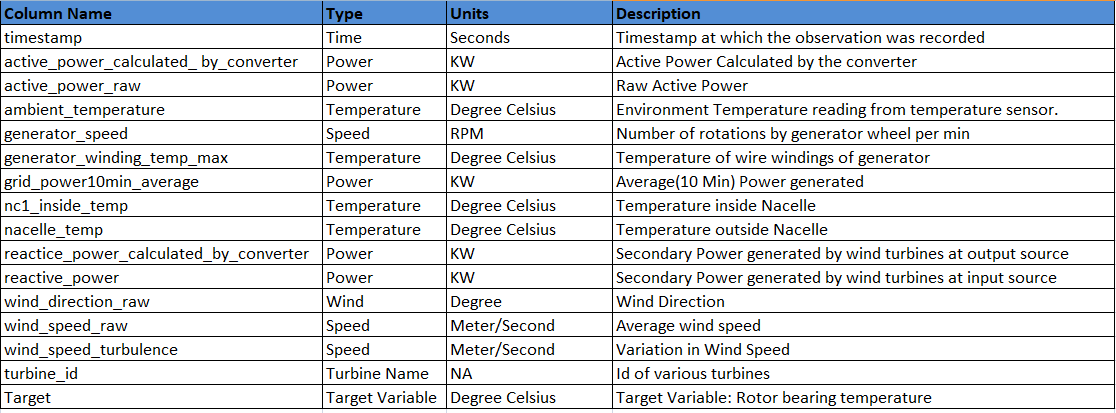 Column Name Type Units Description
timestamp Time Seconds Timestamp at which the observation was recorded
active_power_calculated_ by_converter Power KW Active Power Calculated by the converter
active_power_raw Power KW Raw Active Power
ambient_temperature Temperature Degree Celsius Environment Temperature reading from temperature sensor.
generator_speed Speed RPM Number of rotations by generator wheel per min
generator_winding_temp_max Temperature Degree Celsius Temperature of wire windings of generator
grid_power10min_average Power KW Average(10 Min) Power generated
nc1_inside_temp Temperature Degree Celsius Temperature inside Nacelle
nacelle_temp Temperature Degree Celsius Temperature outside Nacelle
reactice_power_calculated_by_converter Power KW Secondary Power generated by wind turbines at output source
reactive_power Power KW Secondary Power generated by wind turbines at input source
wind_direction_raw Wind Degree Wind Direction
wind_speed_raw Speed Meter/Second Average wind speed
wind_speed_turbulence Speed Meter/Second Variation in Wind Speed
turbine_id Turbine Name NA Id of various turbines
Target Target Variable Degree Celsius Target Variable: Rotor bearing temperature